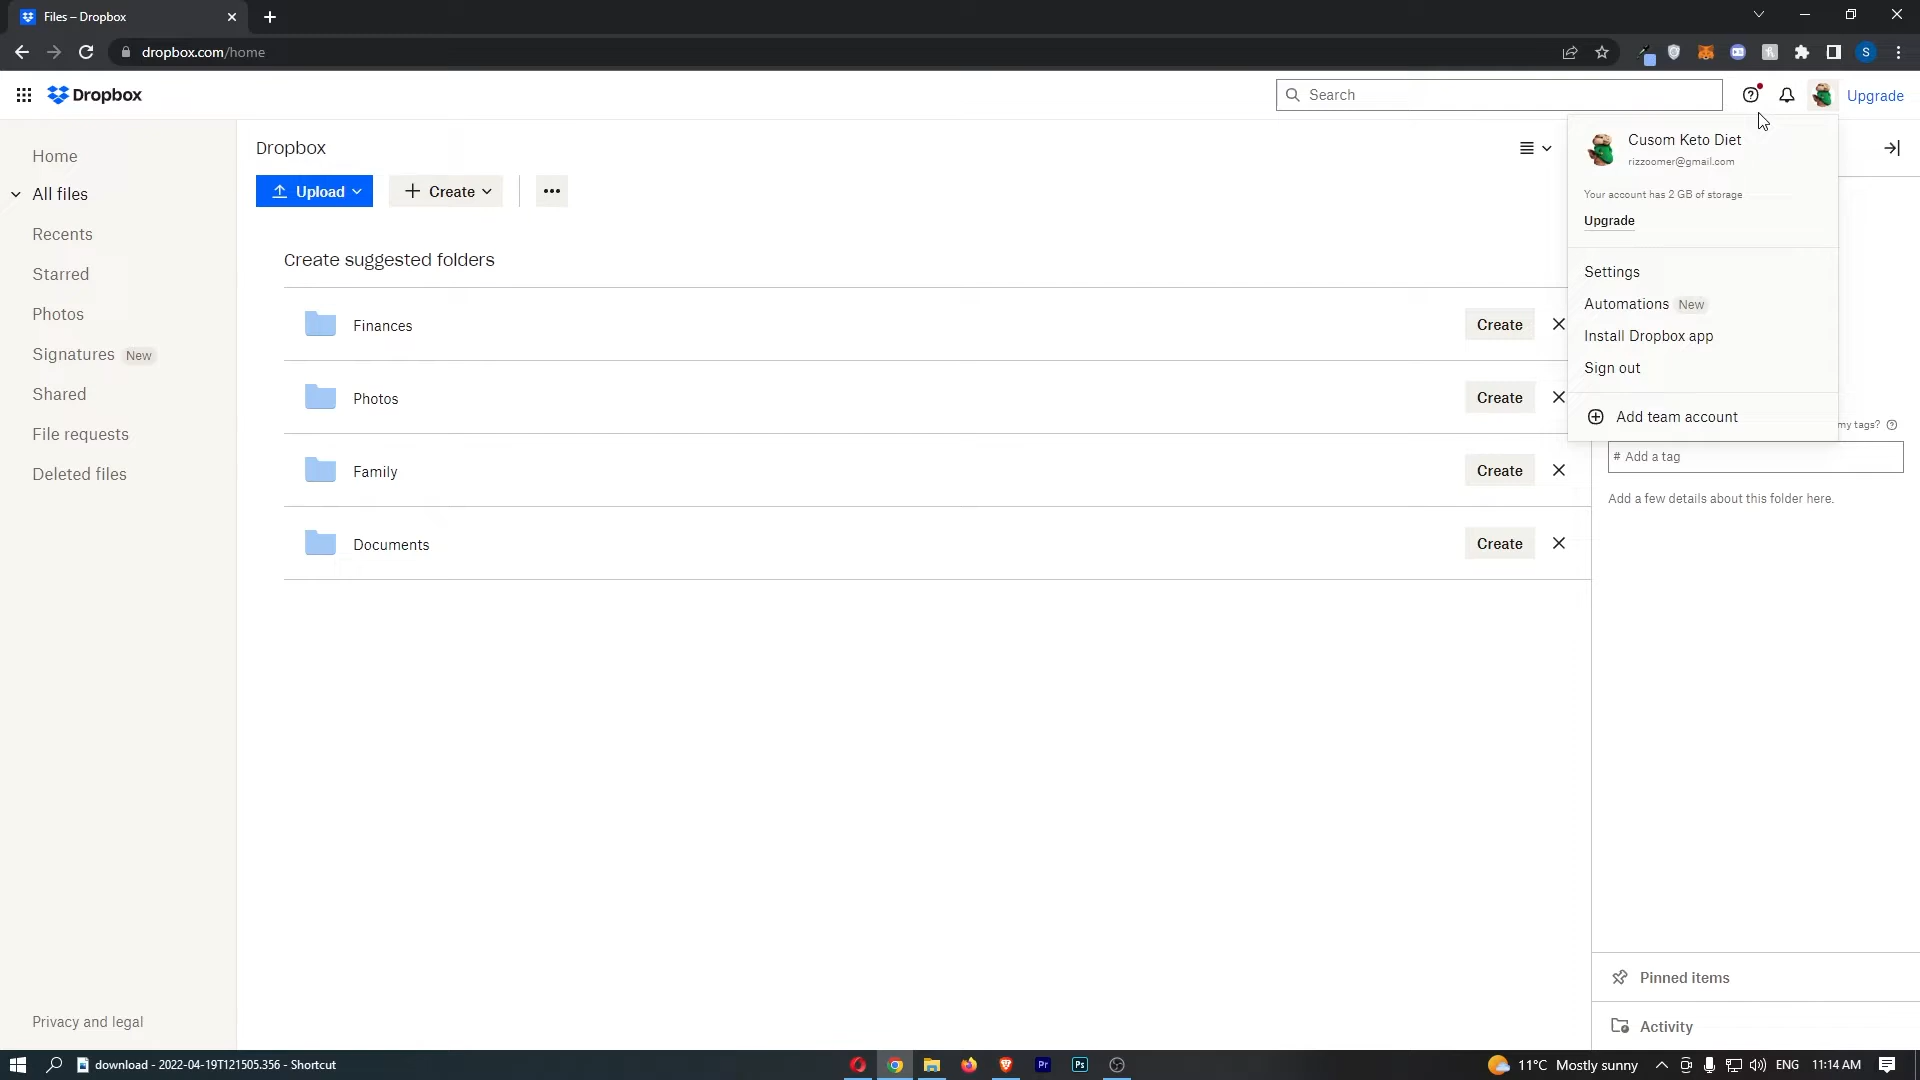 Files – Dropbox
dropbox.com/home
S
Dropbox
Search
Upgrade
Home
All files
Recents
Starred
Photos
Signatures New
Shared
File requests
Deleted files
Privacy and legal
Dropbox
Upload
Create
Create suggested folders
Finances
Create
Photos
Create
Family
Create
Documents
Create
Cusom Keto Diet
rizzoomer@gmail.com
Your account has 2 GB of storage
Upgrade
Settings
Automations New
Install Dropbox app
Sign out
Add team account
my tags?
# Add a tag
Add a few details about this folder here.
Pinned items
Activity
download - 2022-04-19T121505.356 - Shortcut
Pr
Ps
11°C Mostly sunny
ENG
11:14 AM